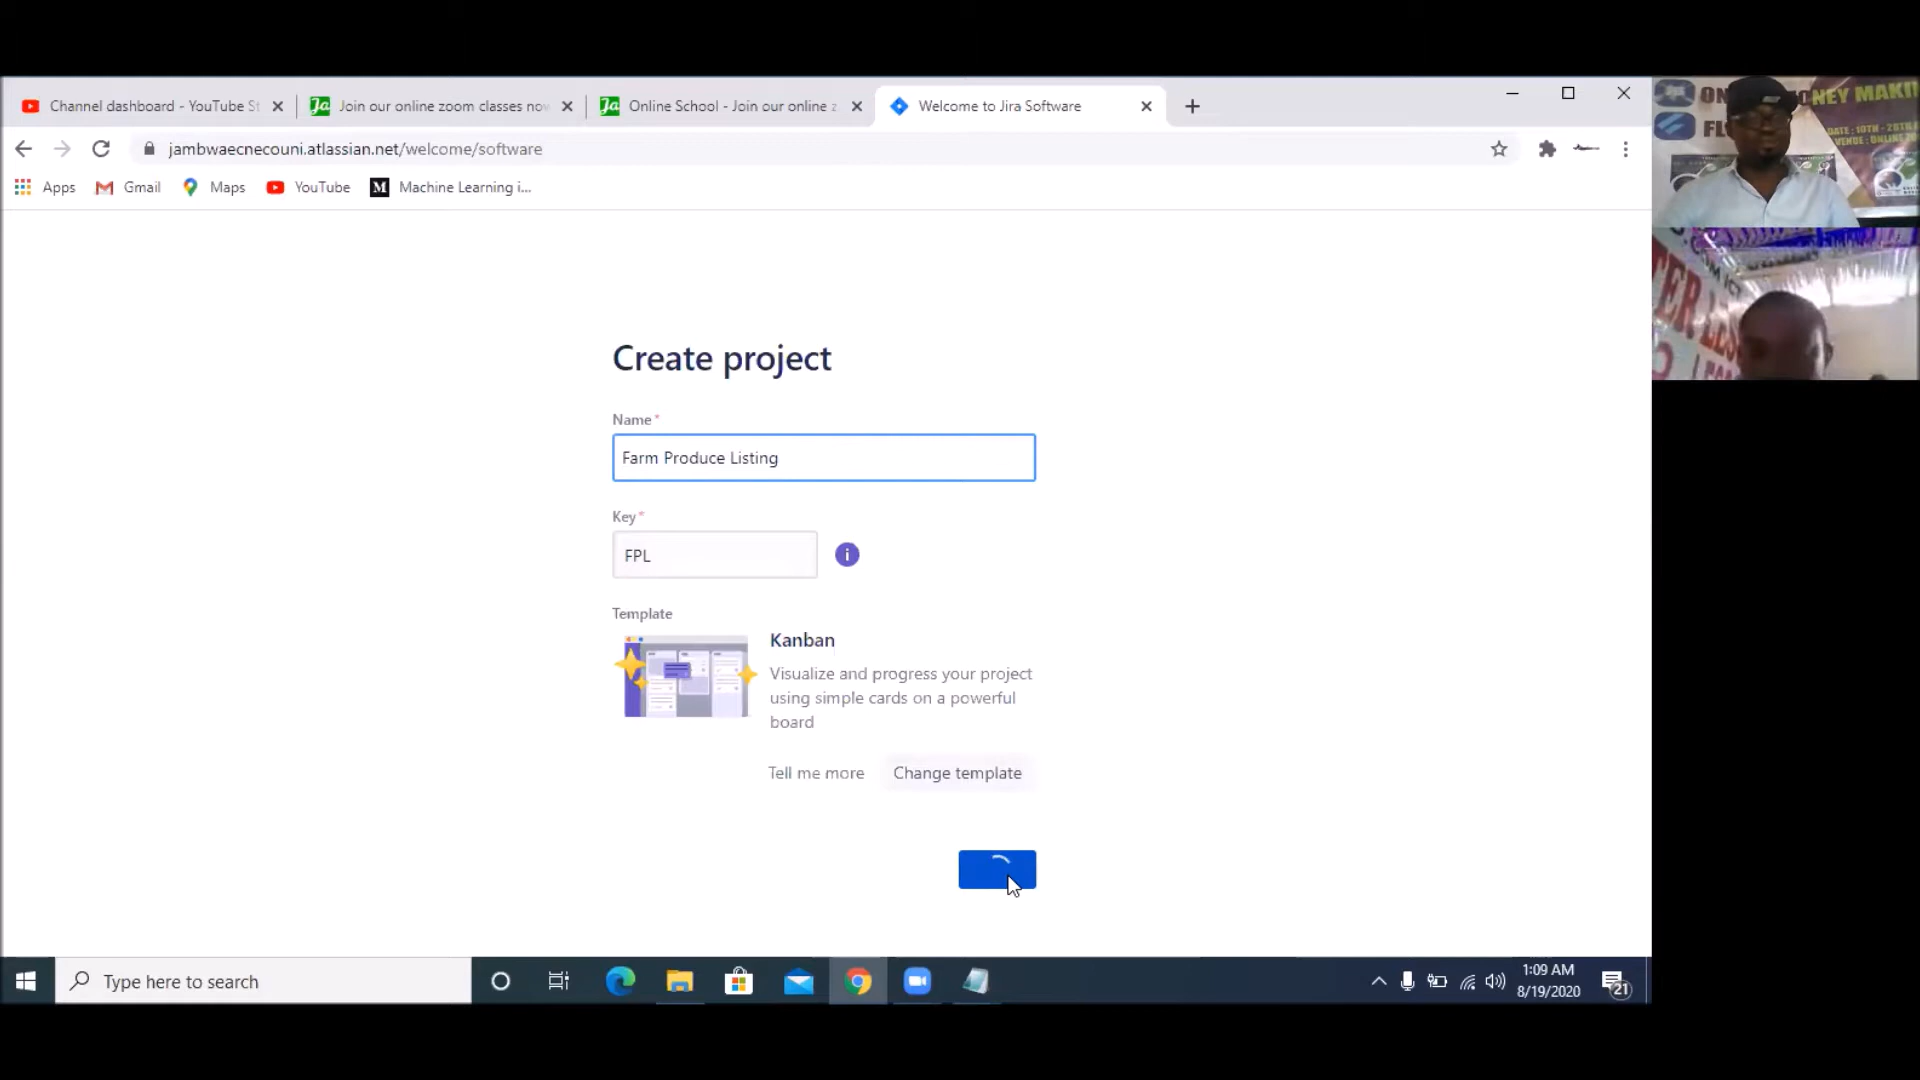 Channel dashboard - YouTube St
Join our online zoom classes now
Online School - Join our online z
Welcome to Jira Software
jambwaecnecouni.atlassian.net/welcome/software
Apps
Gmail
Maps
YouTube
M
Machine Learning i...
Create project
Name*
Farm Produce Listing
Key*
FPL
i
Template
Kanban
Visualize and progress your project
using simple cards on a powerful
board
Tell me more
Change template
Type here to search
1:09 AM
8/19/2020
21
NEY MAKI